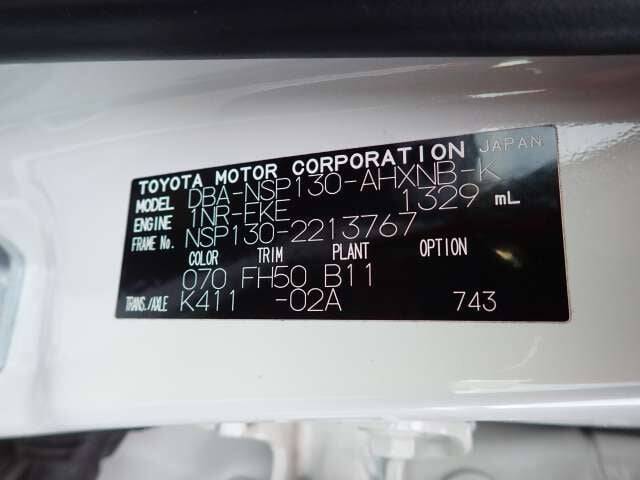 TOYOTA MOTOR CORPORATION JAPAN
MODEL DBA-NSP130-AHXNB-K
ENGINE 1NR-FKE 1329 mL
FRAME No. NSP130-2213767
COLOR TRIM PLANT OPTION
070 FH50 B11
TRANS./AXLE K411 -02A 743